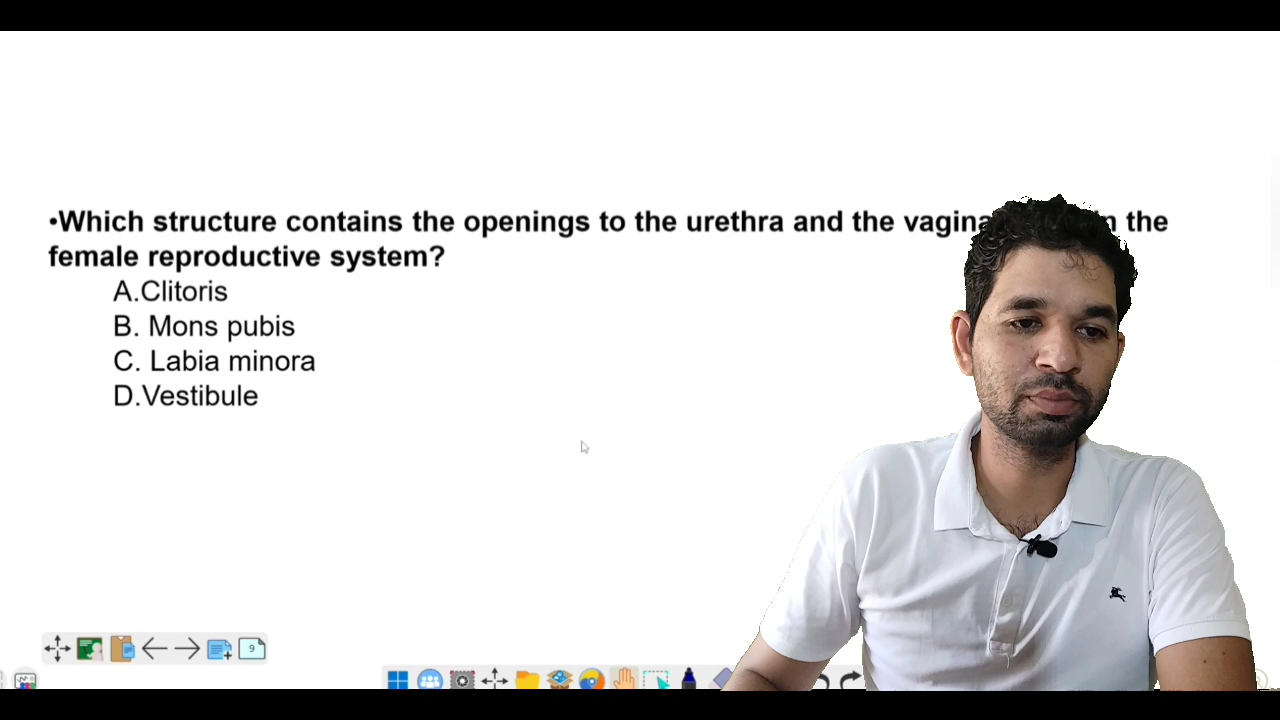 •Which structure contains the openings to the urethra and the vagina the
female reproductive system?
A.Clitoris
B. Mons pubis
C. Labia minora
D.Vestibule
9